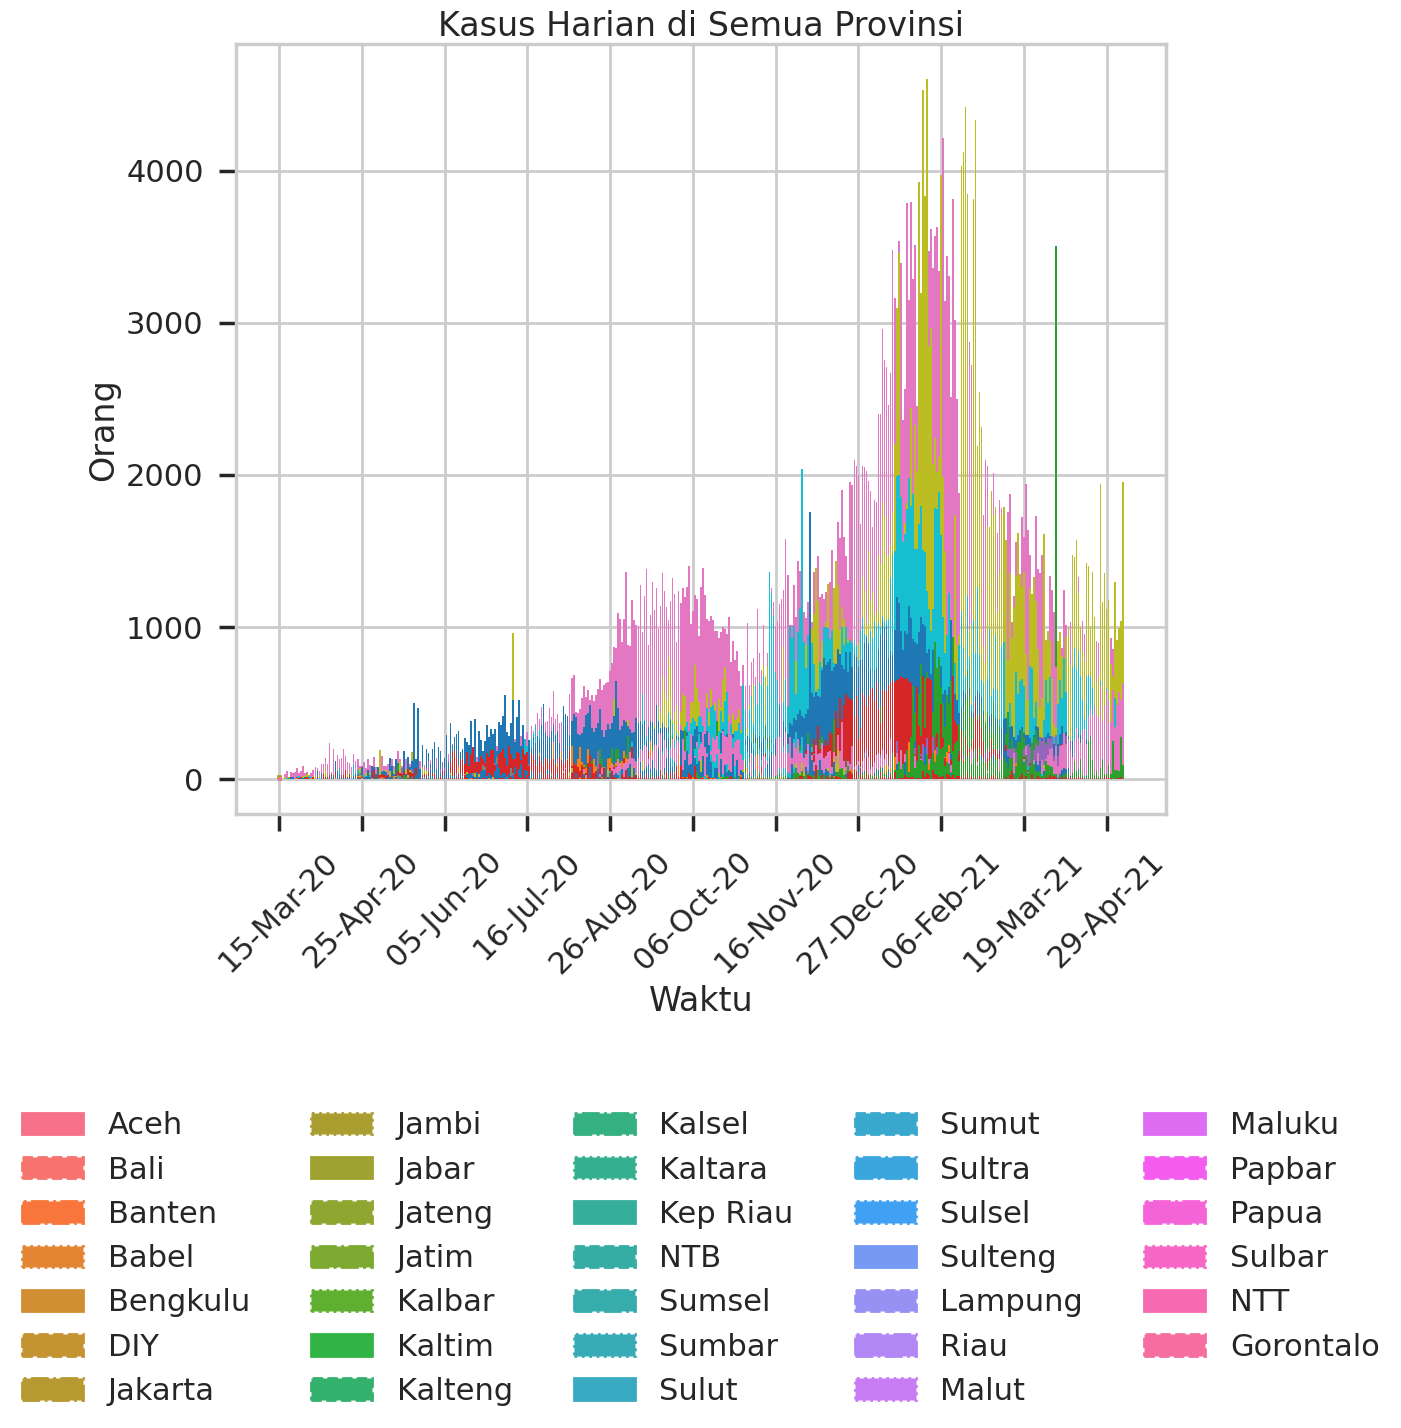 Kasus Harian di Semua Provinsi
4000
3000
2000
1000
0
Orang
15-Mar-20
25-Apr-20
05-Jun-20
16-Jul-20
26-Aug-20
06-Oct-20
16-Nov-20
27-Dec-20
06-Feb-21
19-Mar-21
29-Apr-21
Waktu
Aceh
Bali
Banten
Babel
Bengkulu
DIY
Jakarta
Jambi
Jabar
Jateng
Jatim
Kalbar
Kaltim
Kalteng
Kalsel
Kaltara
Kep Riau
NTB
Sumsel
Sumbar
Sulut
Sumut
Sultra
Sulsel
Sulteng
Lampung
Riau
Malut
Maluku
Papbar
Papua
Sulbar
NTT
Gorontalo